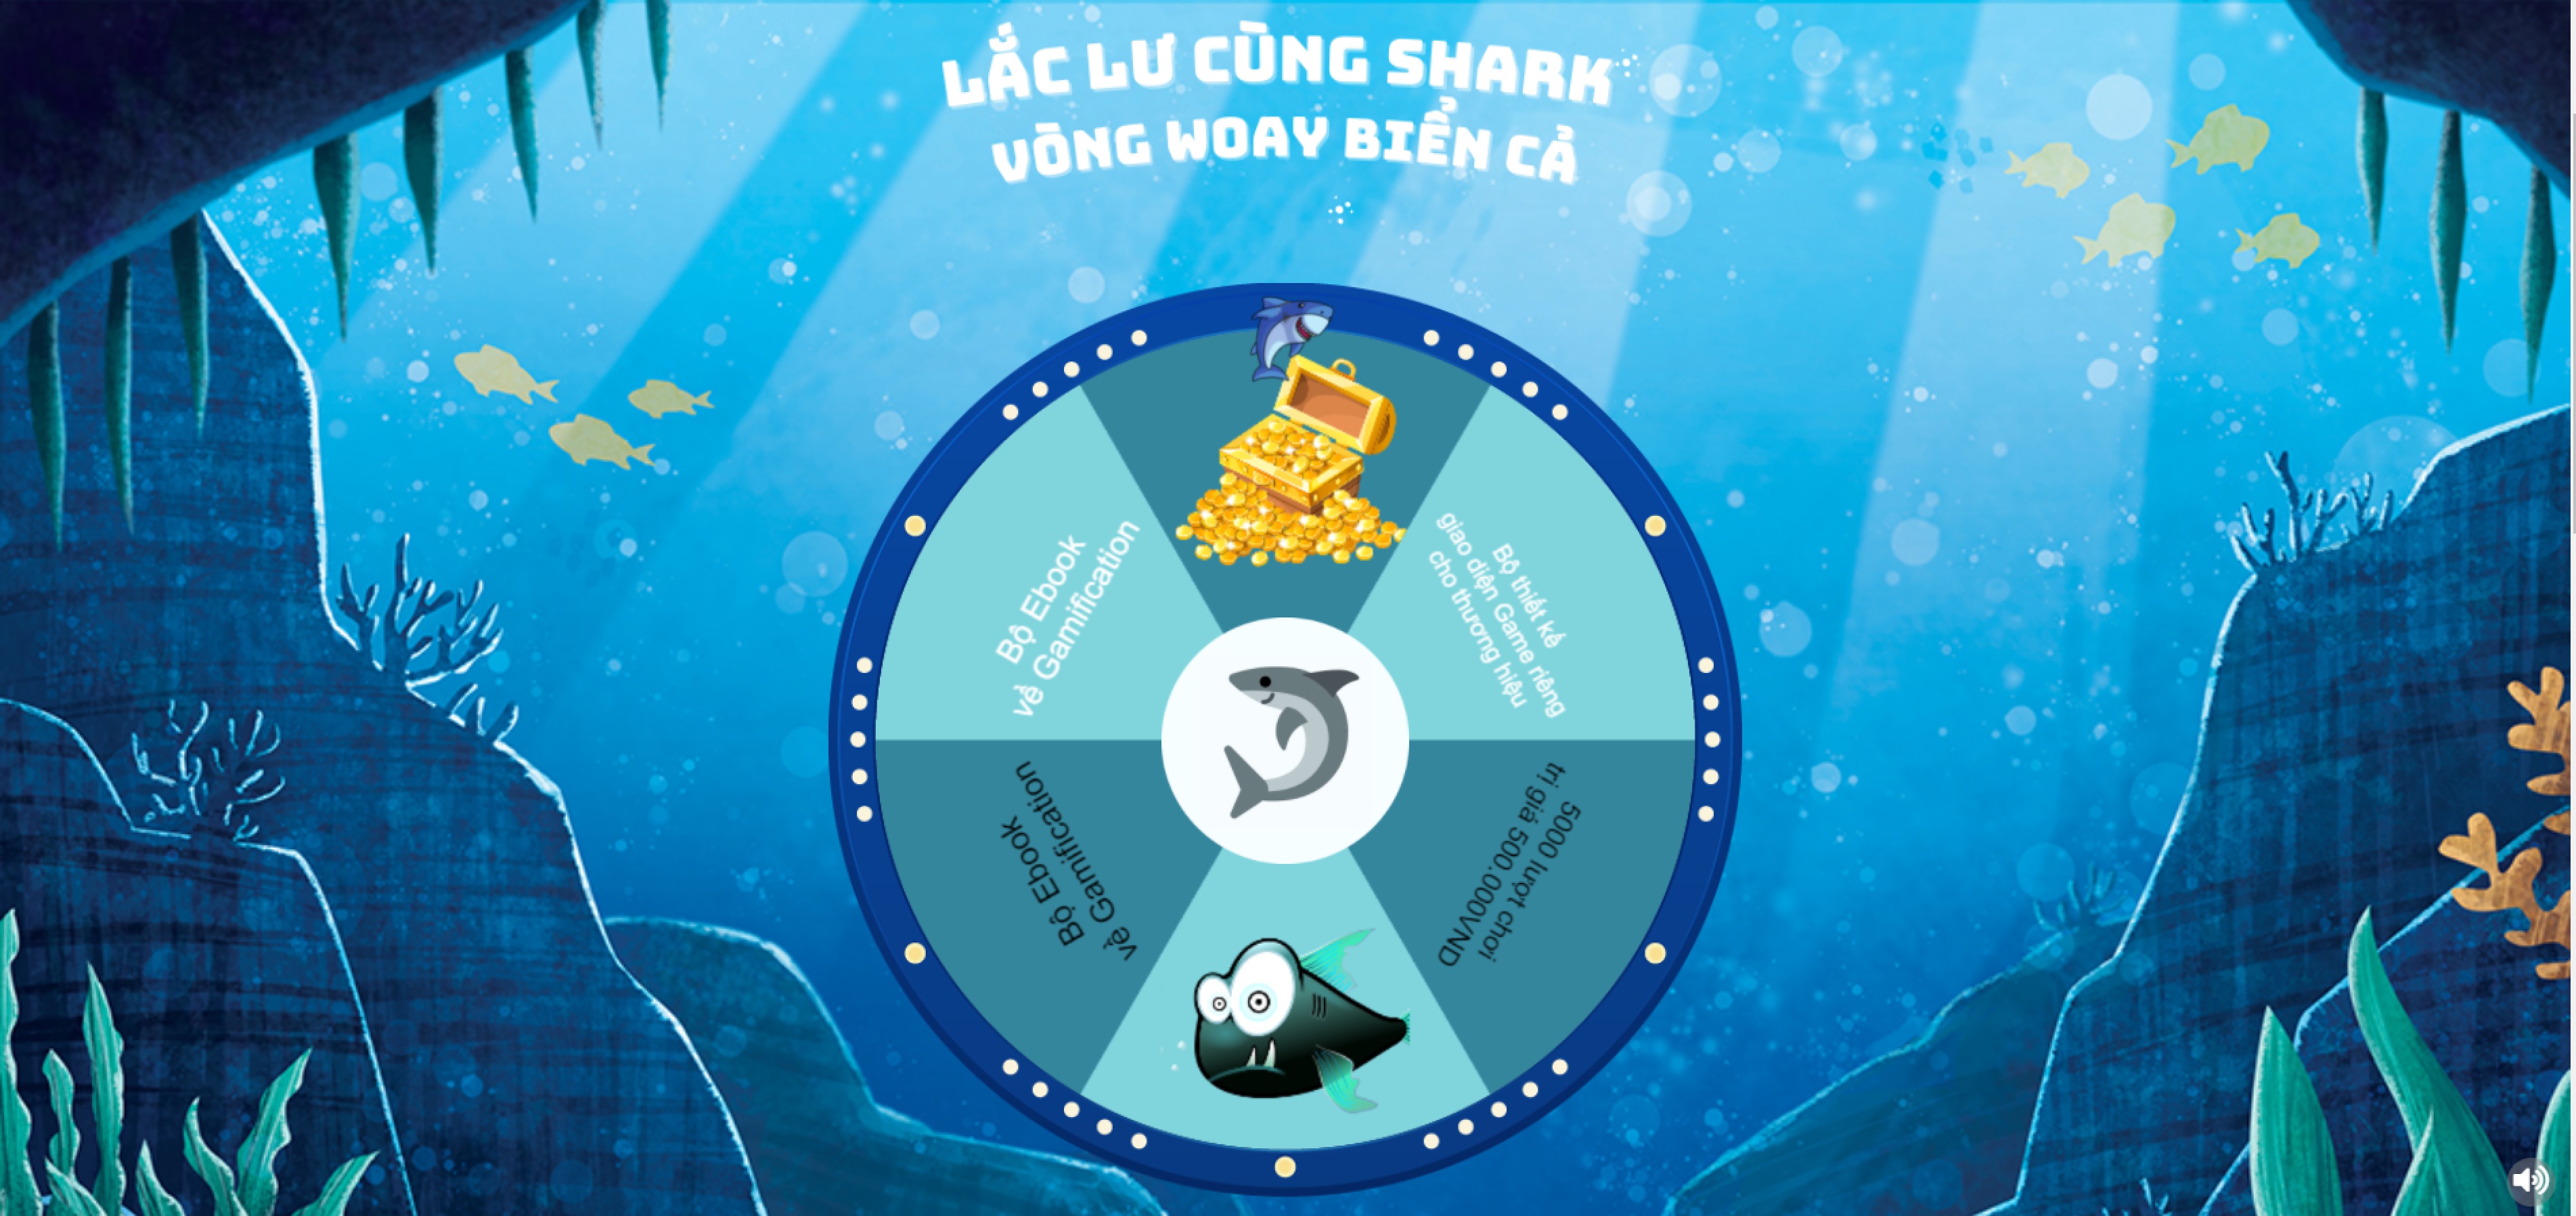 LẮC LƯ CÙNG SHARK
VÒNG WOAY BIỂN CẢ
Bộ Ebook
về Gamification
Bộ thiết kế
giao diện Game riêng
cho thương hiệu
Bộ Ebook
về Gamification
5000 lượt chơi
trị giá 500.000VND